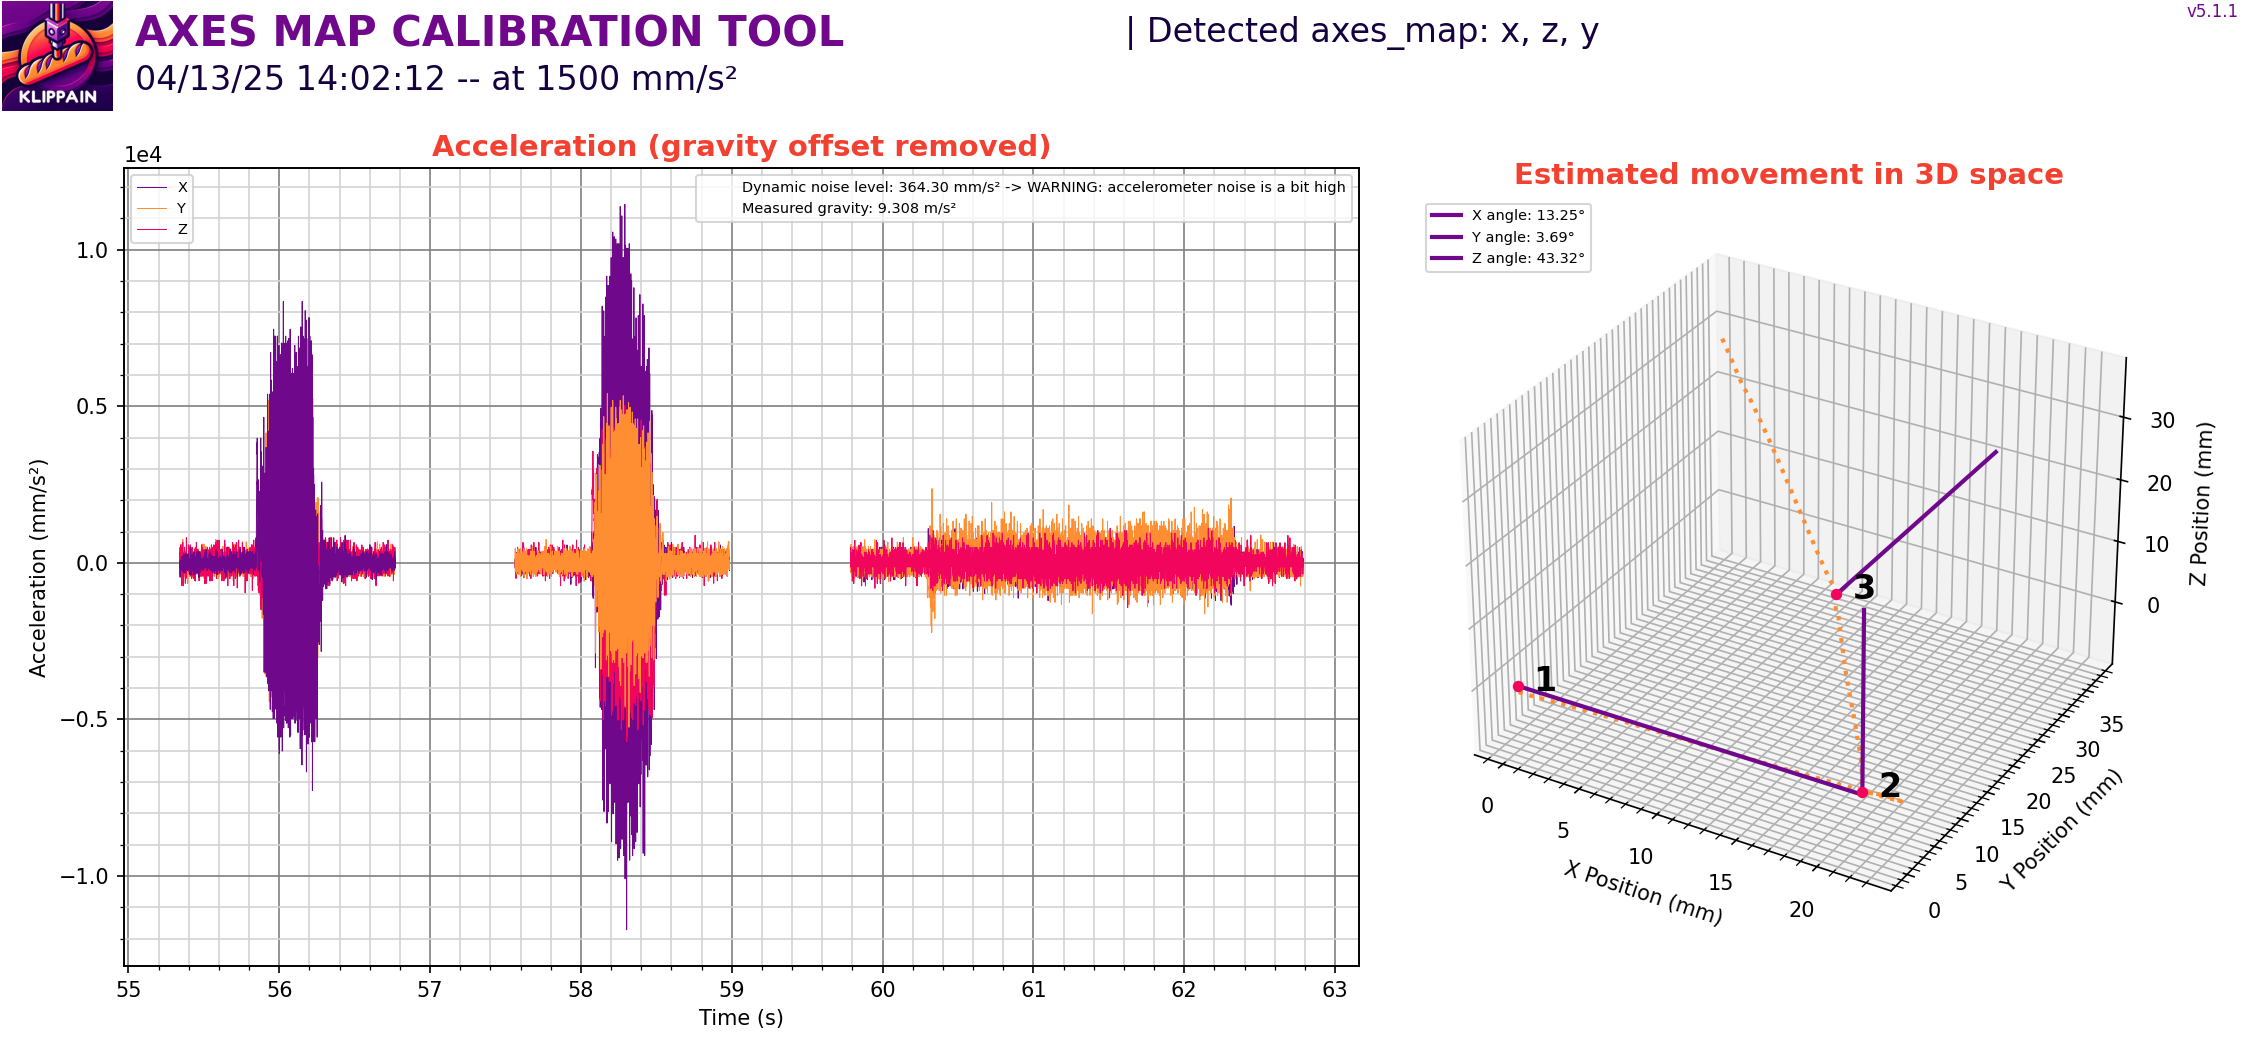 AXES MAP CALIBRATION TOOL
| Detected axes_map: x, z, y
v5.1.1
04/13/25 14:02:12 -- at 1500 mm/s²
KLIPPAIN
Acceleration (gravity offset removed)
1e4
X
Y
Z
Dynamic noise level: 364.30 mm/s² -> WARNING: accelerometer noise is a bit high
Measured gravity: 9.308 m/s²
1.0
0.5
0.0
−0.5
−1.0
Acceleration (mm/s²)
55 56 57 58 59 60 61 62 63
Time (s)
Estimated movement in 3D space
X angle: 13.25°
Y angle: 3.69°
Z angle: 43.32°
1
2
3
30
20
10
0
Z Position (mm)
0
5
10
15
20
X Position (mm)
0
5
10
15
20
25
30
35
Y Position (mm)